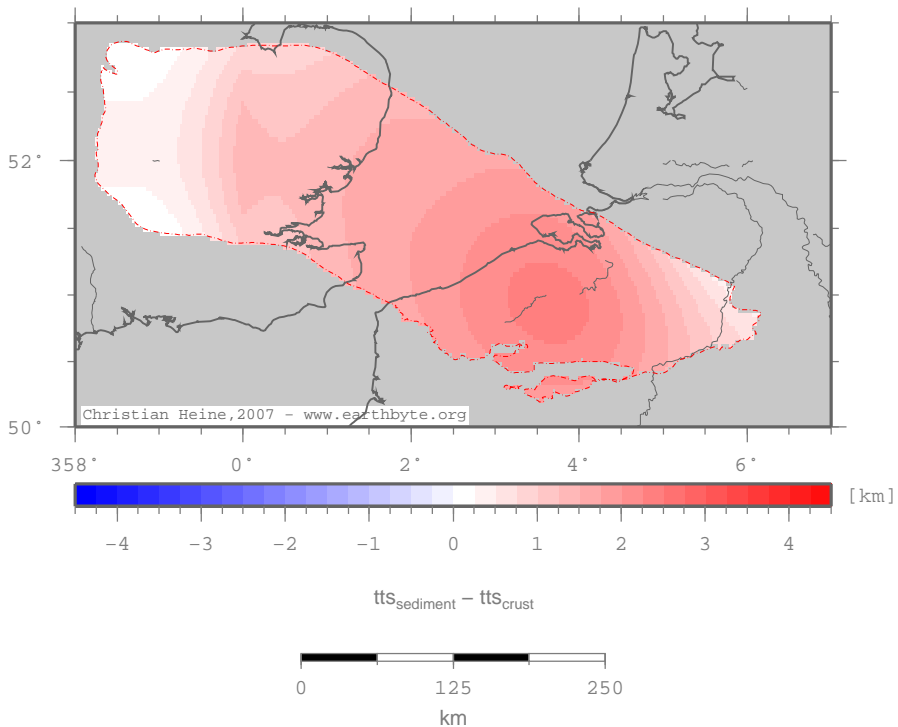 52°
50°
Christian Heine,2007 - www.earthbyte.org
358° 0° 2° 4° 6°
[km]
-4 -3 -2 -1 0 1 2 3 4
tts_sediment – tts_crust
0 125 250
km